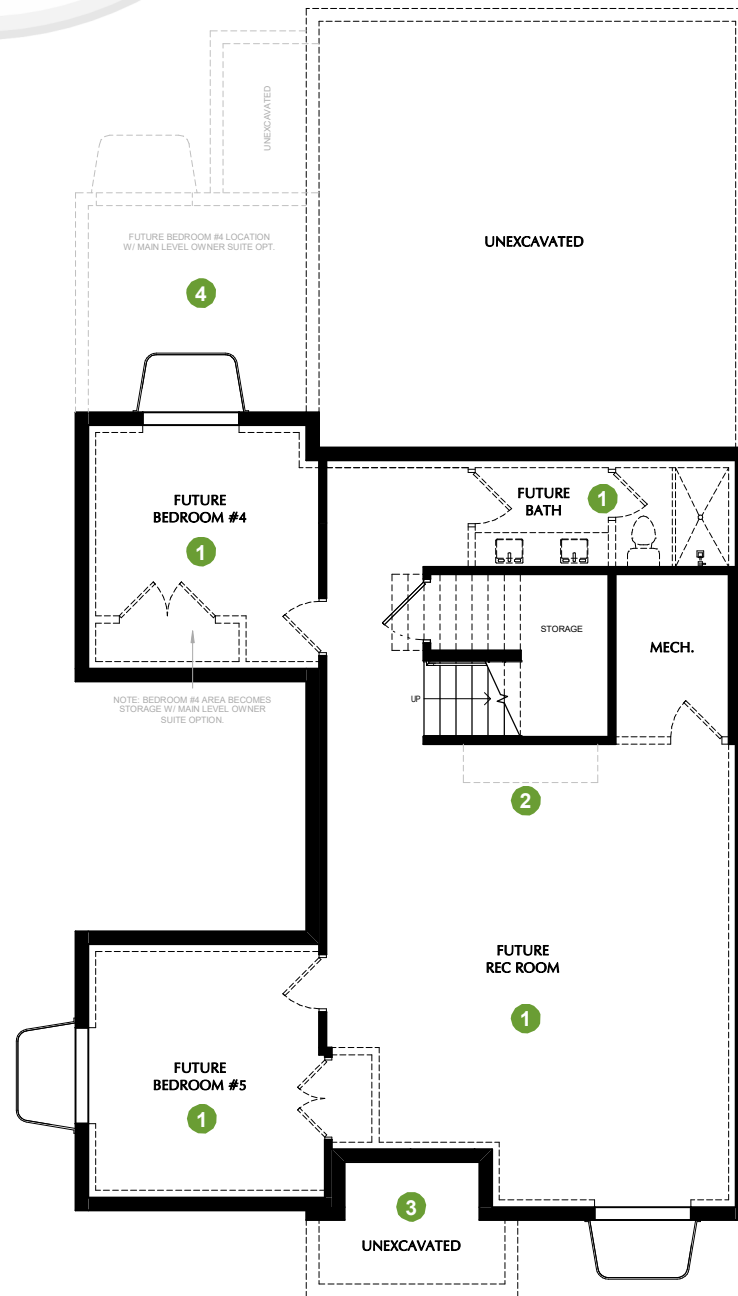 UNEXCAVATED
UNEXCAVATED
FUTURE BEDROOM #4 LOCATION
W/ MAIN LEVEL OWNER SUITE OPT.
4
FUTURE
BEDROOM #4
1
FUTURE
BATH
1
STORAGE
MECH.
UP
NOTE: BEDROOM #4 AREA BECOMES
STORAGE W/ MAIN LEVEL OWNER
SUITE OPTION.
2
FUTURE
REC ROOM
1
FUTURE
BEDROOM #5
1
3
UNEXCAVATED